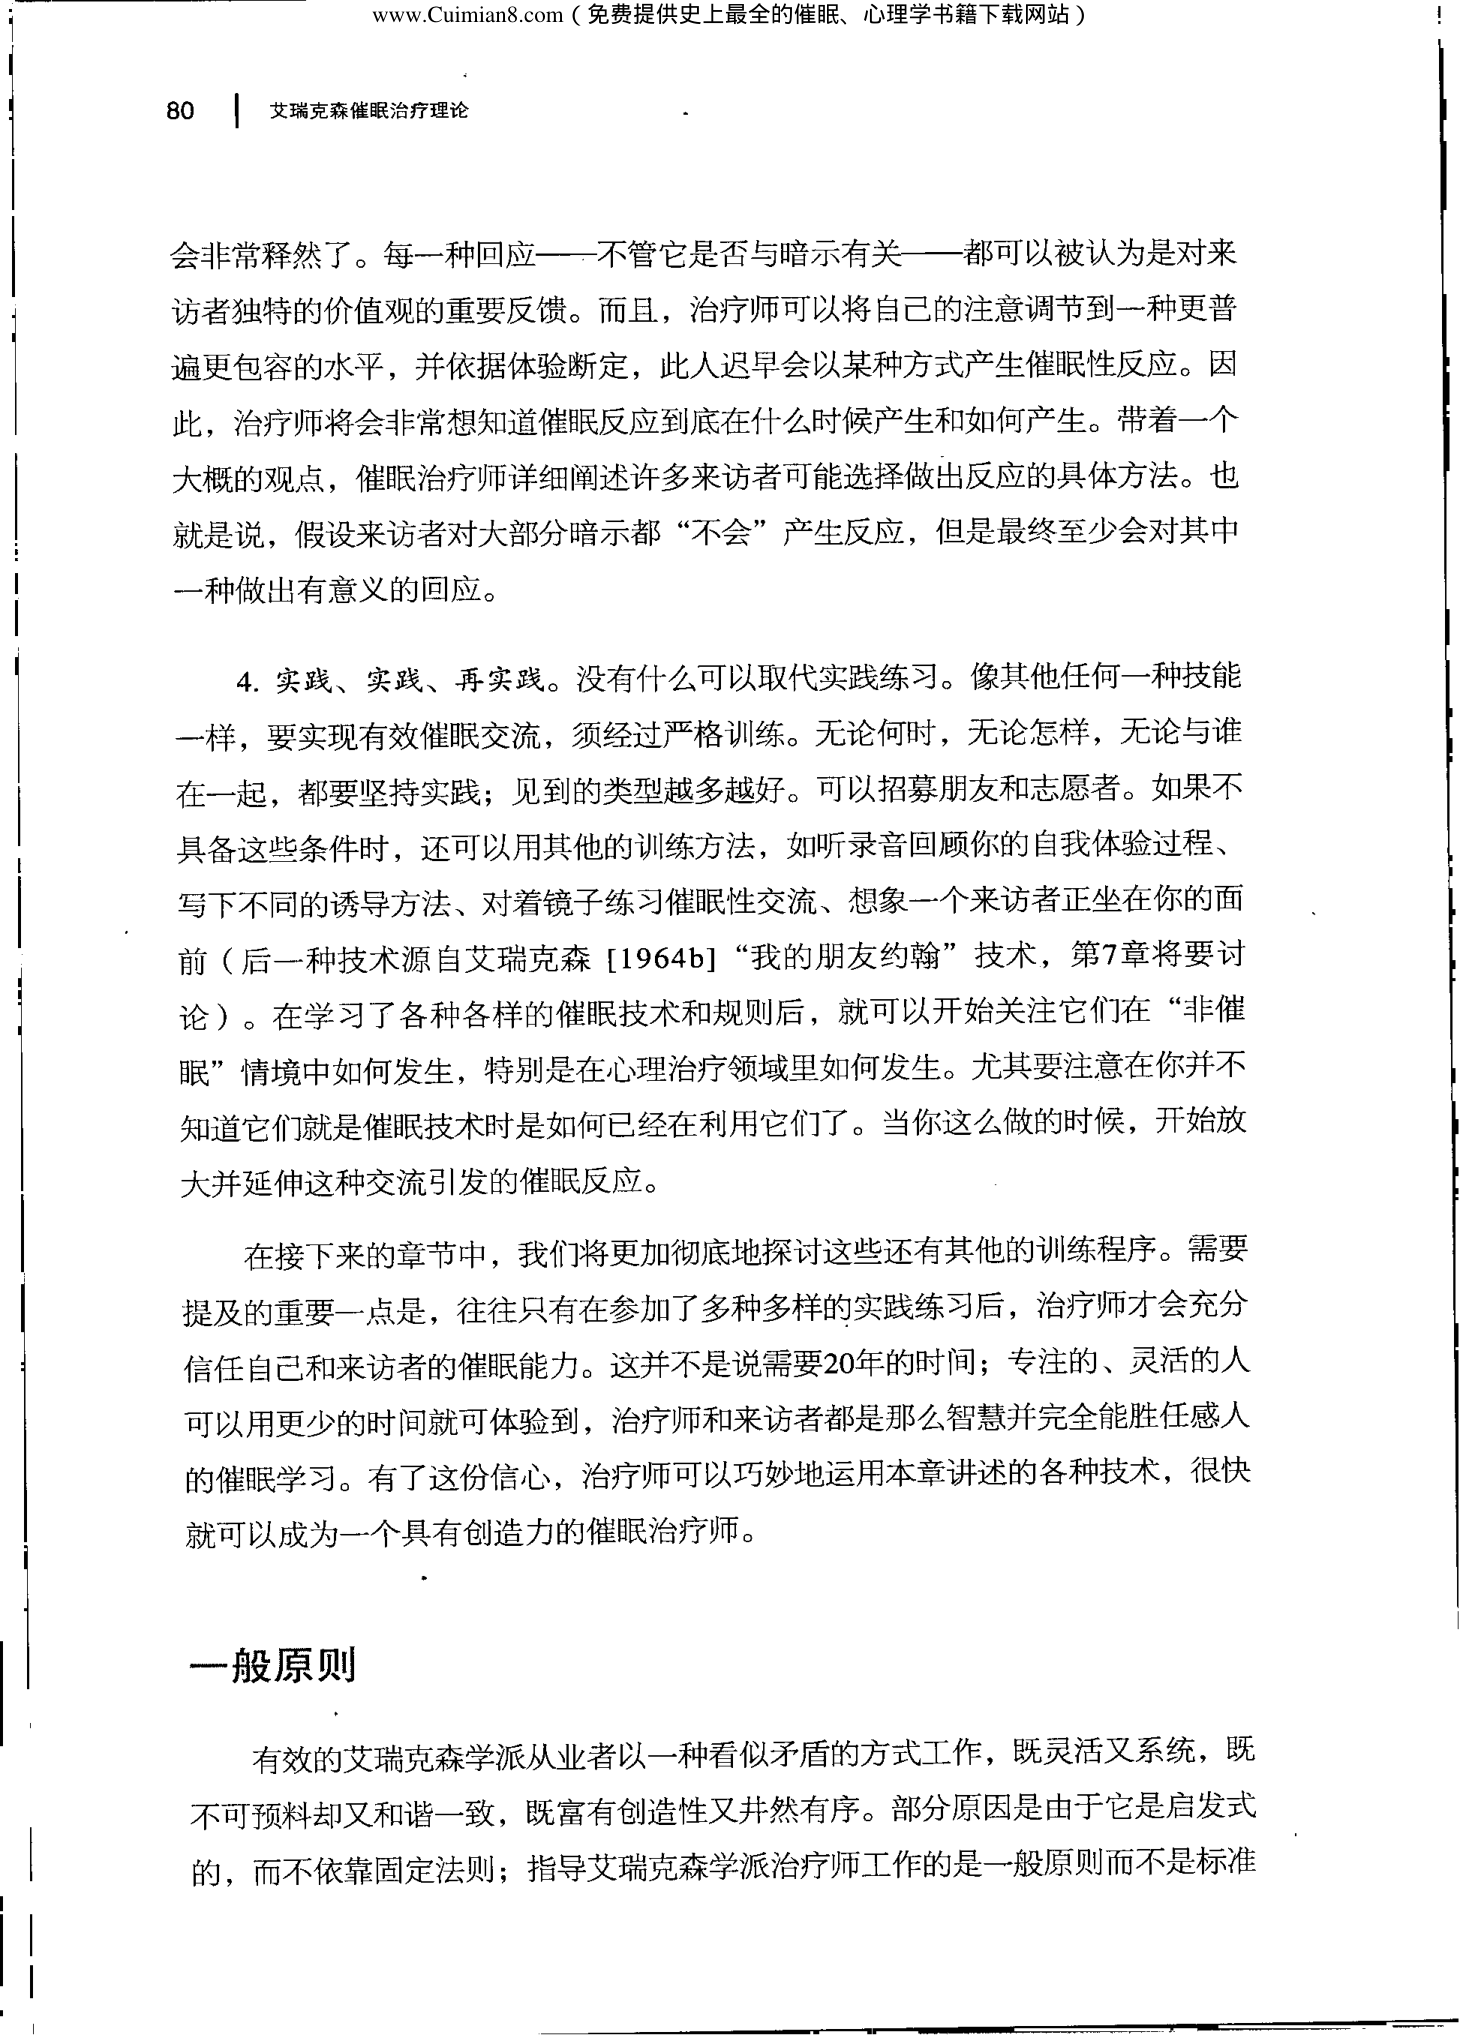 www.Cuimian8.com（免费提供史上最全的催眠、心理学书籍下载网站）
80 艾瑞克森催眠治疗理论
会非常释然了。每一种回应——不管它是否与暗示有关——都可以被认为是对来
访者独特的价值观的重要反馈。而且，治疗师可以将自己的注意调节到一种更普
遍更包容的水平，并依据体验断定，此人迟早会以某种方式产生催眠性反应。因
此，治疗师将会非常想知道催眠反应到底在什么时候产生和如何产生。带着一个
大概的观点，催眠治疗师详细阐述许多来访者可能选择做出反应的具体方法。也
就是说，假设来访者对大部分暗示都“不会”产生反应，但是最终至少会对其中
一种做出有意义的回应。
4. 实践、实践、再实践。没有什么可以取代实践练习。像其他任何一种技能
一样，要实现有效催眠交流，须经过严格训练。无论何时，无论怎样，无论与谁
在一起，都要坚持实践；见到的类型越多越好。可以招募朋友和志愿者。如果不
具备这些条件时，还可以用其他的训练方法，如听录音回顾你的自我体验过程、
写下不同的诱导方法、对着镜子练习催眠性交流、想象一个来访者正坐在你的面
前（后一种技术源自艾瑞克森 [1964b]“我的朋友约翰”技术，第7章将要讨
论）。在学习了各种各样的催眠技术和规则后，就可以开始关注它们在“非催
眠”情境中如何发生，特别是在心理治疗领域里如何发生。尤其要注意在你并不
知道它们就是催眠技术时是如何已经在利用它们了。当你这么做的时候，开始放
大并延伸这种交流引发的催眠反应。
在接下来的章节中，我们将更加彻底地探讨这些还有其他的训练程序。需要
提及的重要一点是，往往只有在参加了多种多样的实践练习后，治疗师才会充分
信任自己和来访者的催眠能力。这并不是说需要20年的时间；专注的、灵活的人
可以用更少的时间就可体验到，治疗师和来访者都是那么智慧并完全能胜任感人
的催眠学习。有了这份信心，治疗师可以巧妙地运用本章讲述的各种技术，很快
就可以成为一个具有创造力的催眠治疗师。
一般原则
有效的艾瑞克森学派从业者以一种看似矛盾的方式工作，既灵活又系统，既
不可预料却又和谐一致，既富有创造性又井然有序。部分原因是由于它是启发式
的，而不依靠固定法则；指导艾瑞克森学派治疗师工作的是一般原则而不是标准